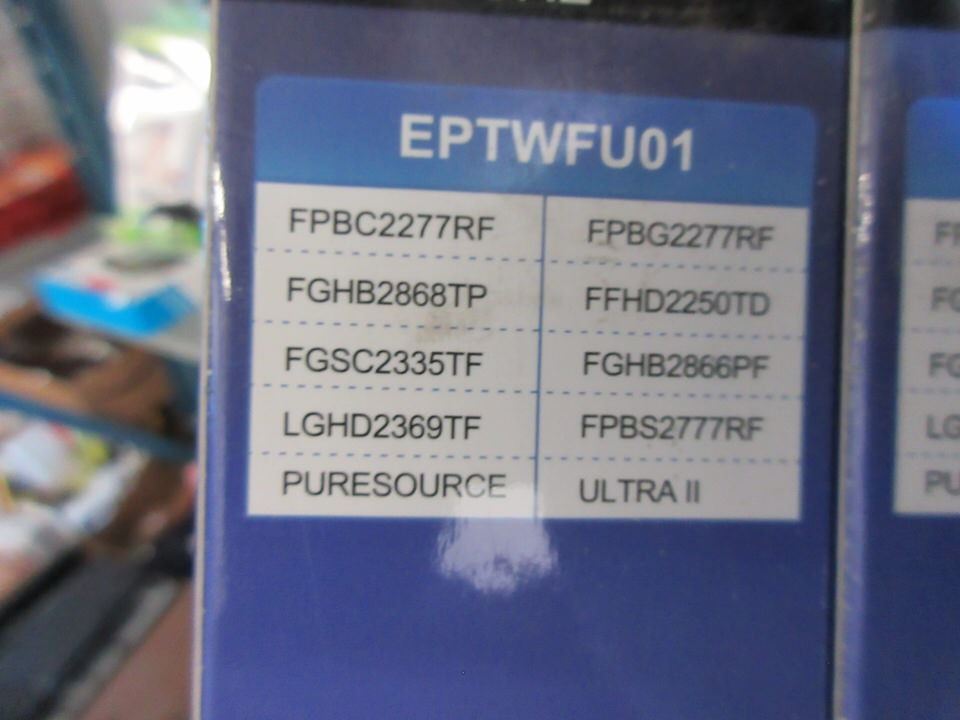 EPTWFU01
FPBC2277RF FPBG2277RF
FGHB2868TP FFHD2250TD
FGSC2335TF FGHB2866PF
LGHD2369TF FPBS2777RF
PURESOURCE ULTRA II